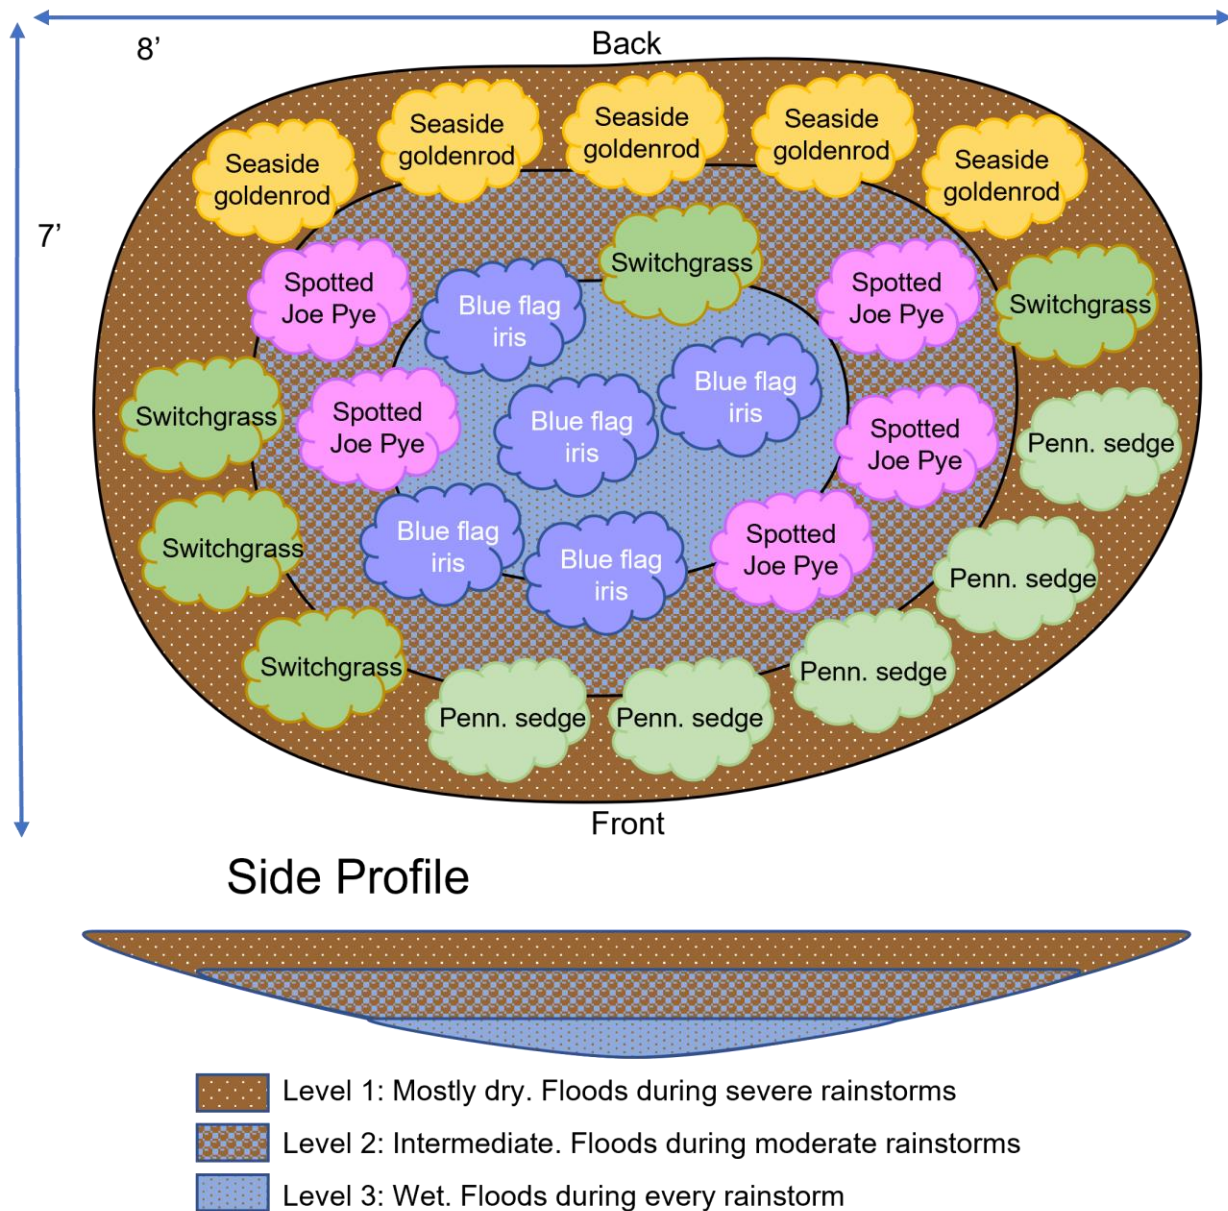 8’
Back
7’
Seaside
goldenrod
Seaside
goldenrod
Seaside
goldenrod
Seaside
goldenrod
Seaside
goldenrod
Spotted
Joe Pye
Blue flag
iris
Switchgrass
Spotted
Joe Pye
Switchgrass
Switchgrass
Spotted
Joe Pye
Blue flag
iris
Blue flag
iris
Spotted
Joe Pye
Penn. sedge
Switchgrass
Blue flag
iris
Blue flag
iris
Spotted
Joe Pye
Penn. sedge
Switchgrass
Penn. sedge
Penn. sedge
Penn. sedge
Front
Side Profile
Level 1: Mostly dry. Floods during severe rainstorms
Level 2: Intermediate. Floods during moderate rainstorms
Level 3: Wet. Floods during every rainstorm